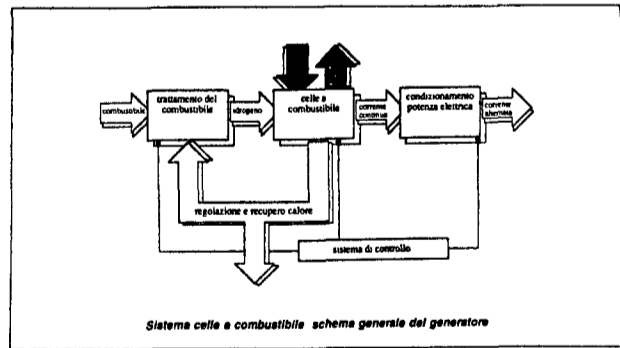 combustibile
trattamento del
combustibile
idrogeno
celle a
combustibile
corrente
continua
condizionamento
potenza elettrica
corrente
alternata
regolazione e recupero calore
sistema di controllo
Sistema celle a combustibile schema generale del generatore